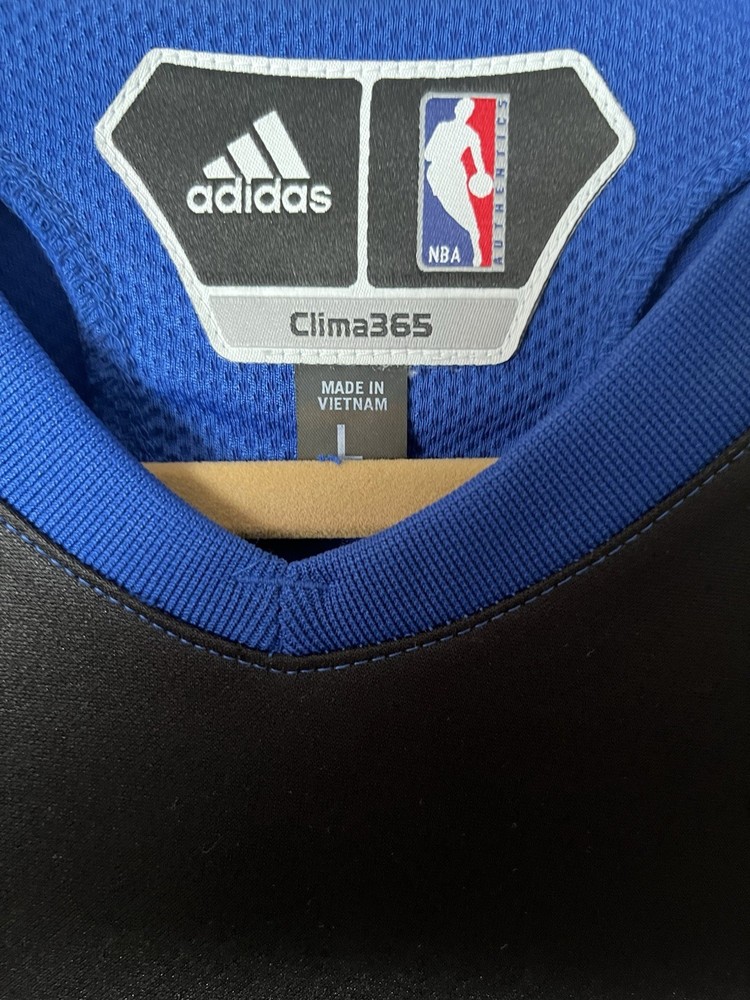 adidas
NBA
AUTHENTICS
Clima365
MADE IN
VIETNAM
L